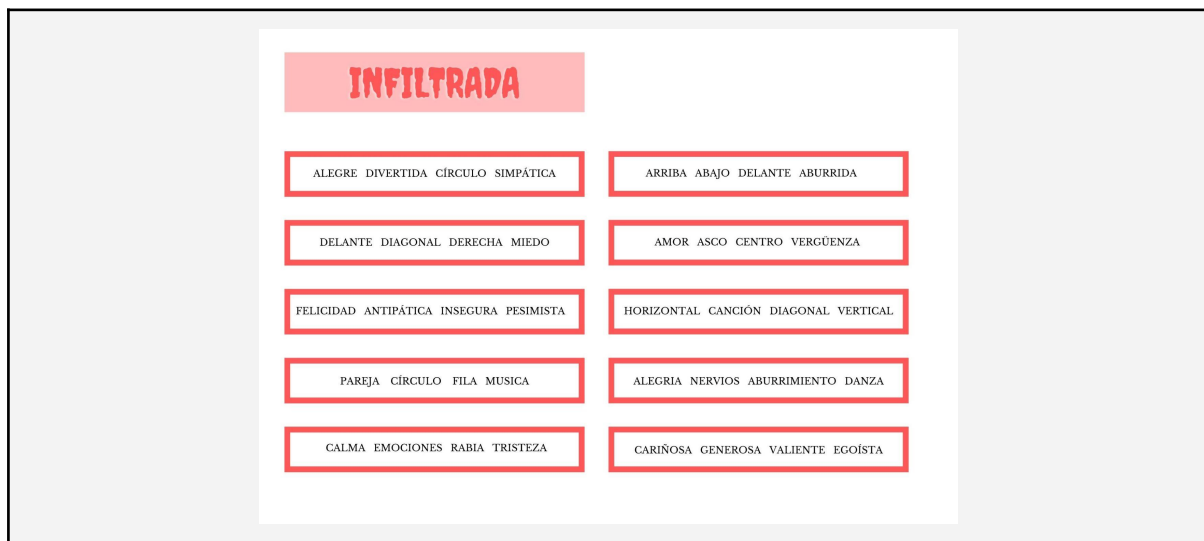 INFILTRADA
ALEGRE DIVERTIDA CÍRCULO SIMPÁTICA
ARRIBA ABAJO DELANTE ABURRIDA
DELANTE DIAGONAL DERECHA MIEDO
AMOR ASCO CENTRO VERGÜENZA
FELICIDAD ANTIPÁTICA INSEGURA PESIMISTA
HORIZONTAL CANCIÓN DIAGONAL VERTICAL
PAREJA CÍRCULO FILA MUSICA
ALEGRIA NERVIOS ABURRIMIENTO DANZA
CALMA EMOCIONES RABIA TRISTEZA
CARIÑOSA GENEROSA VALIENTE EGOÍSTA